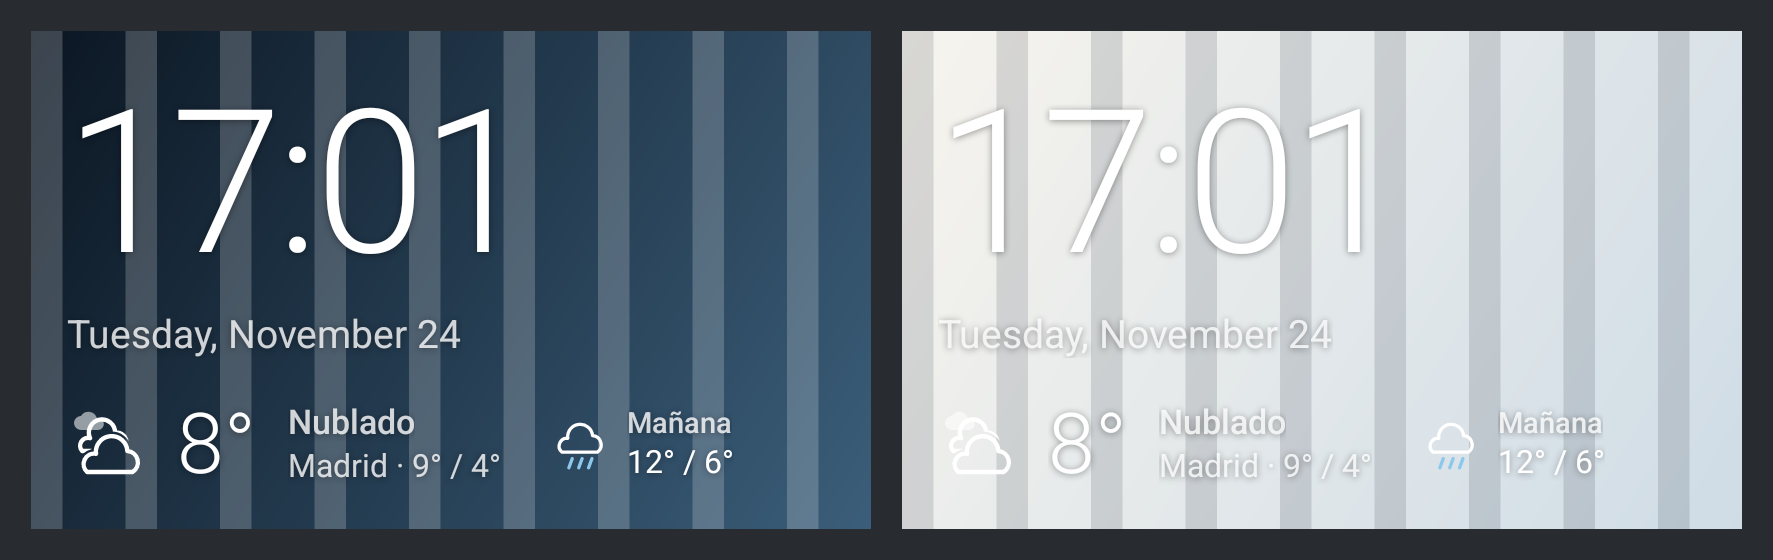 17:01
Tuesday, November 24
8°
Nublado
Madrid · 9° / 4°
Mañana
12° / 6°
17:01
Tuesday, November 24
8°
Nublado
Madrid · 9° / 4°
Mañana
12° / 6°